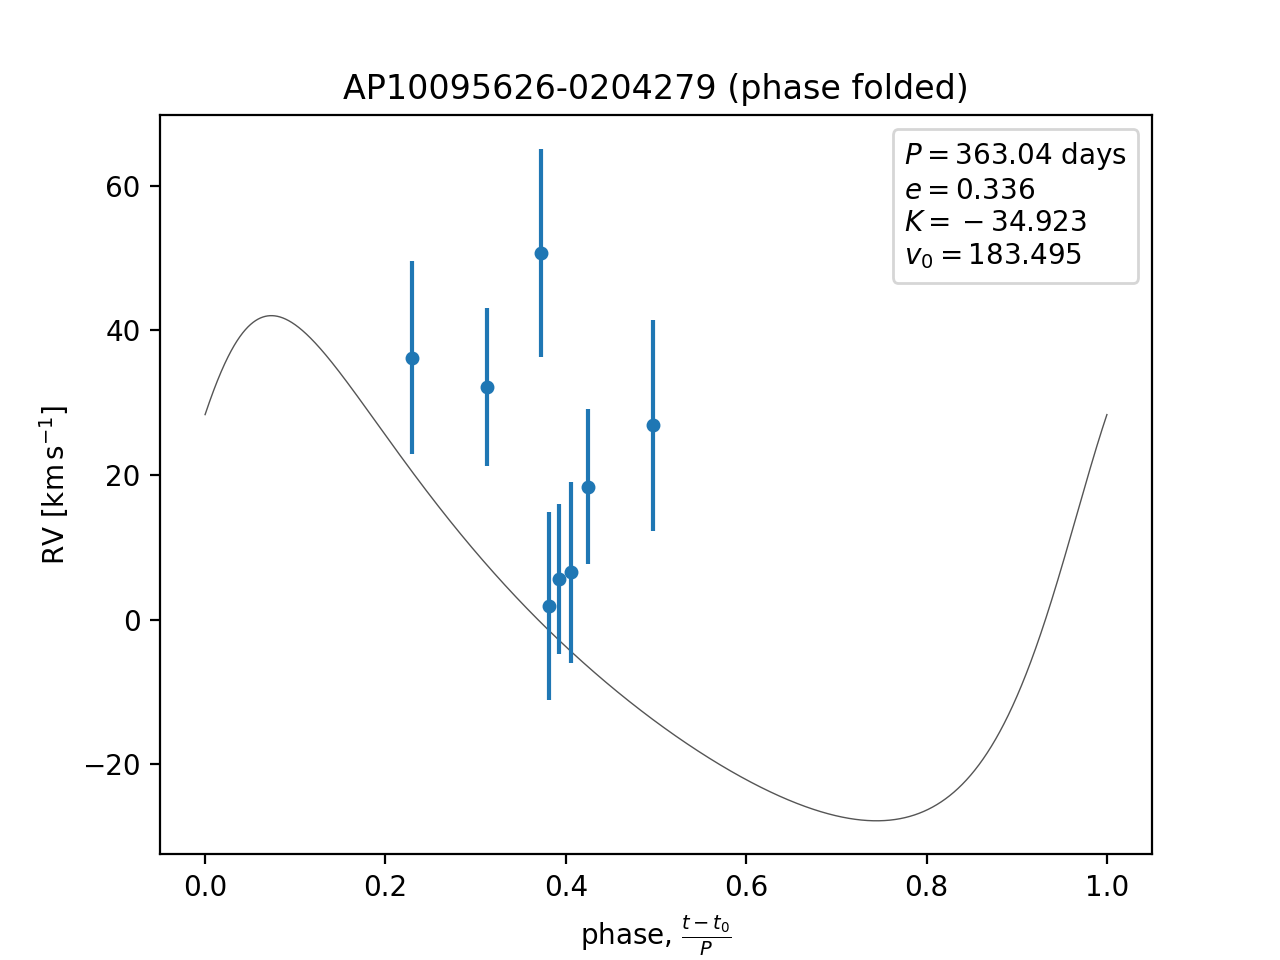 AP10095626-0204279 (phase folded)
P = 363.04 days
e = 0.336
K = −34.923
v₀ = 183.495
60
40
20
0
−20
RV [km s⁻¹]
0.0 0.2 0.4 0.6 0.8 1.0
phase, (t − t₀)/P